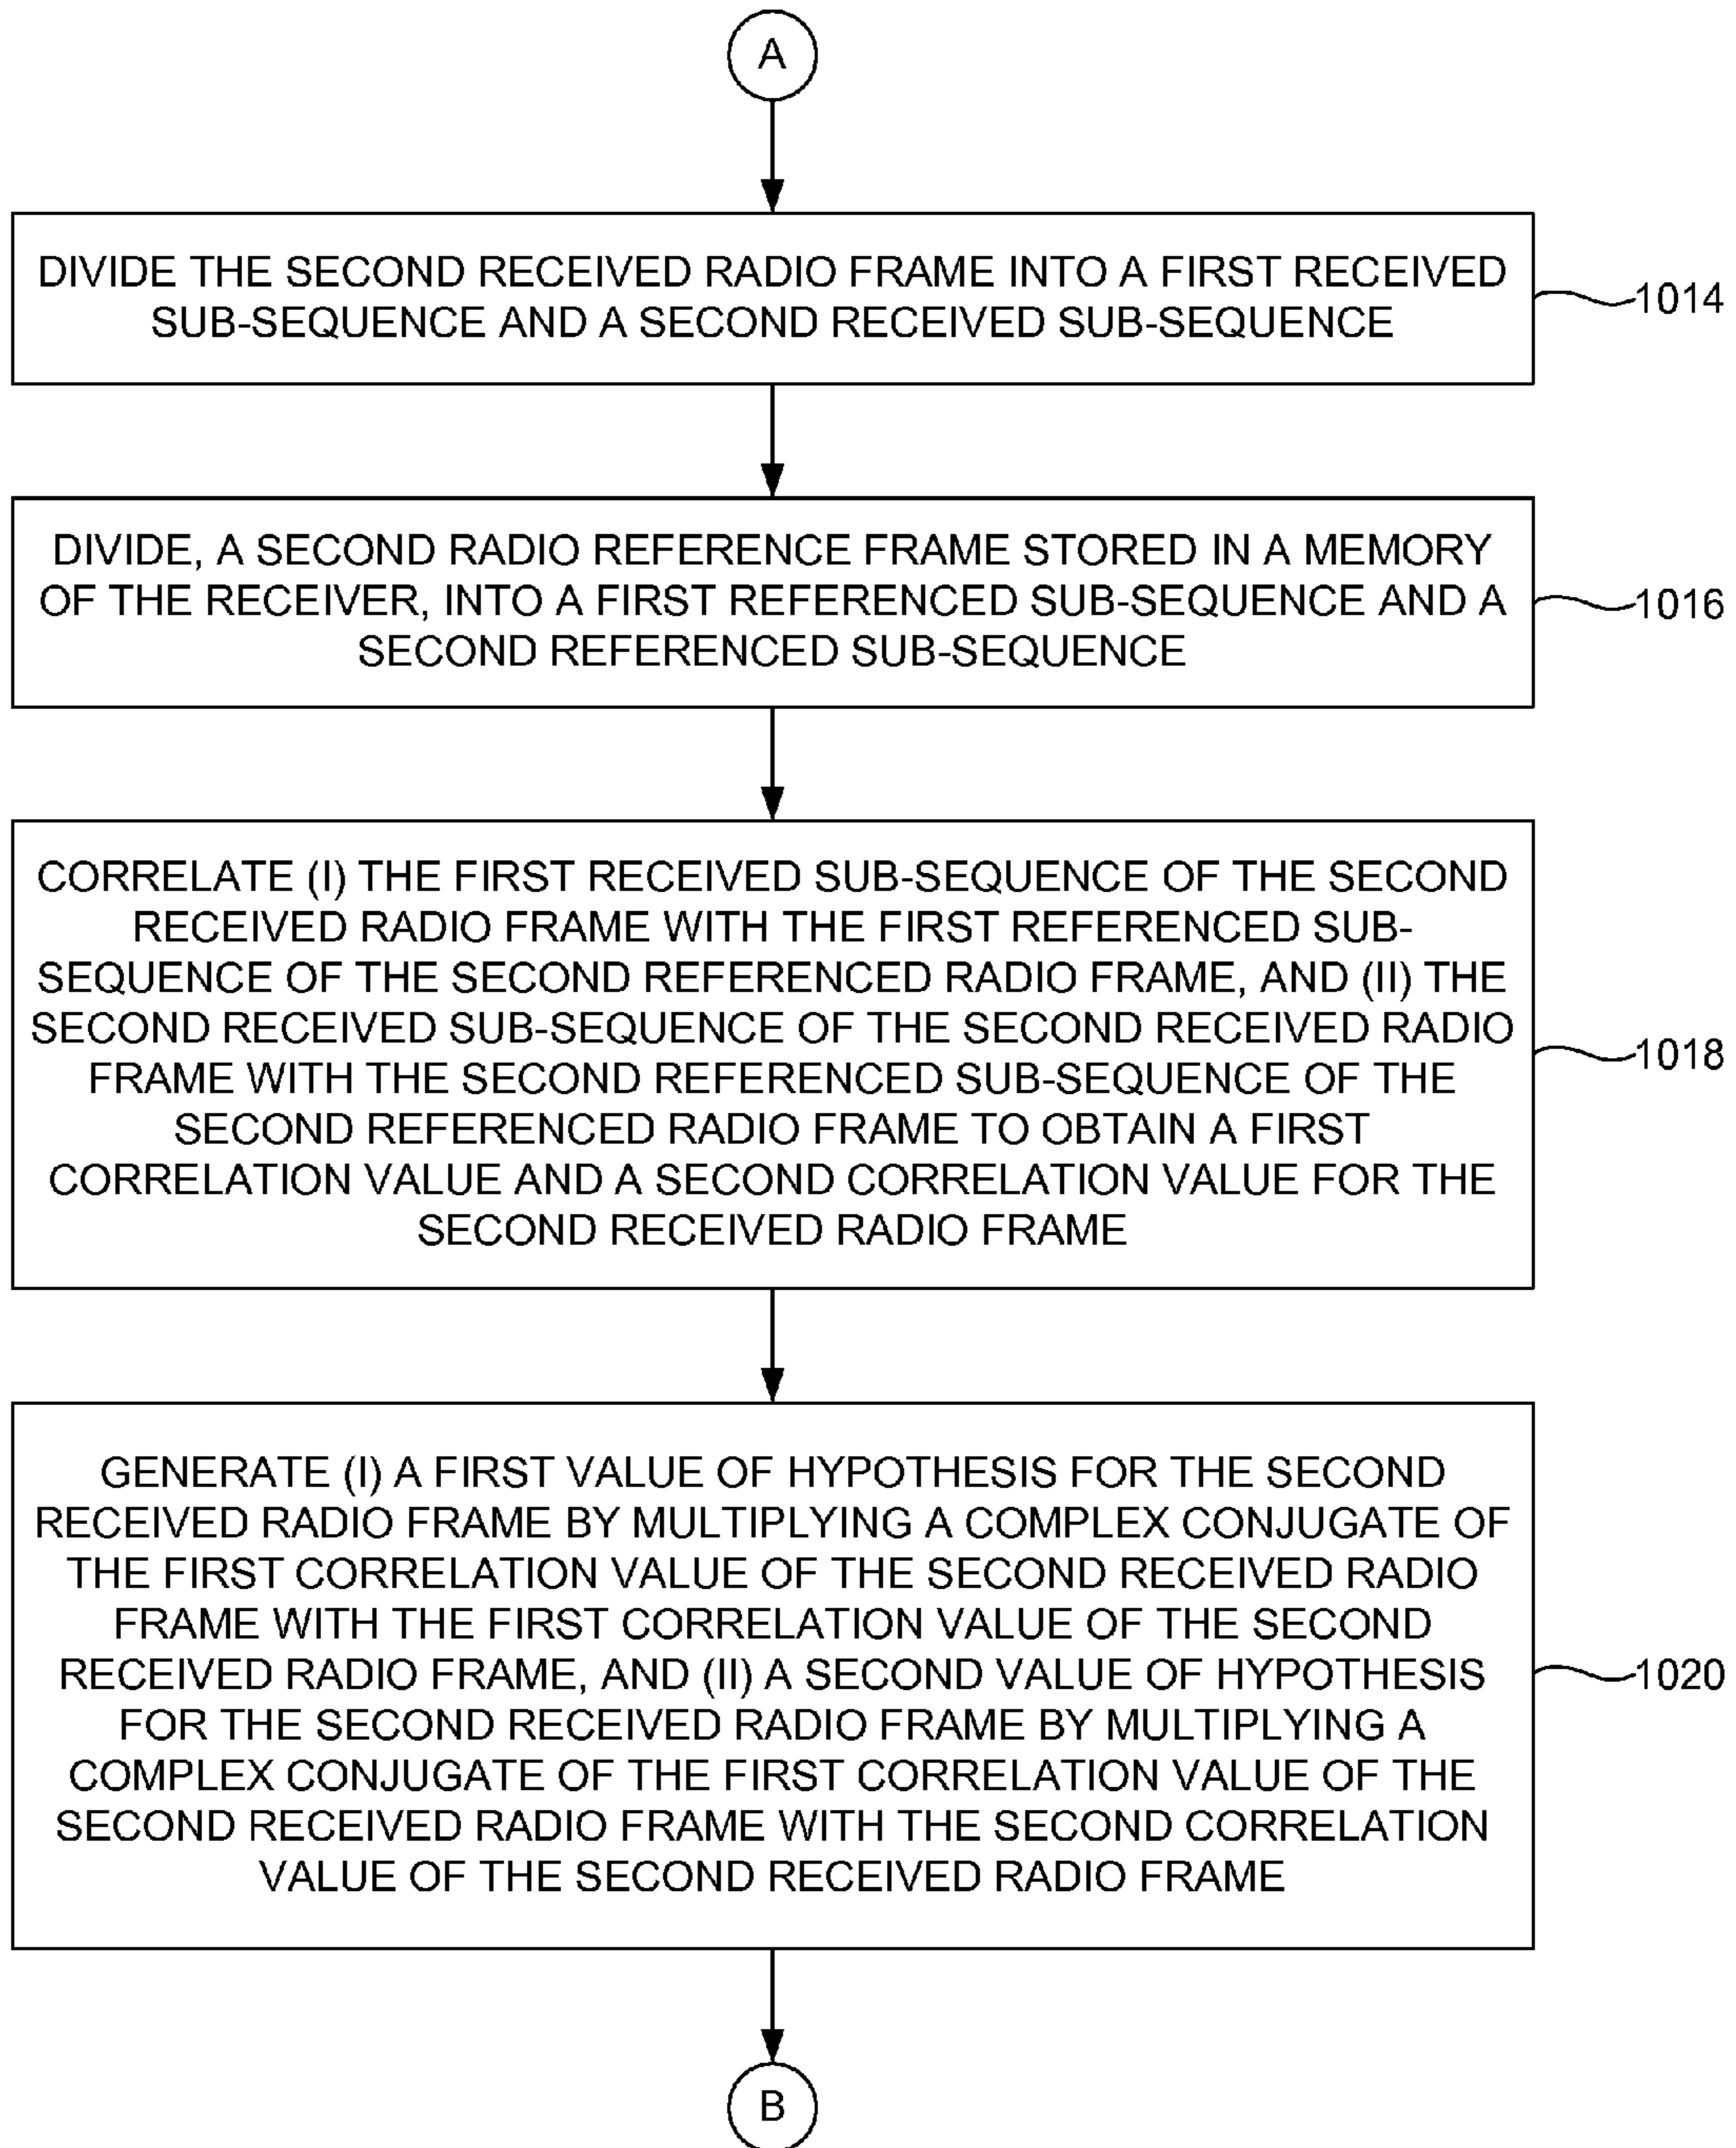 A
DIVIDE THE SECOND RECEIVED RADIO FRAME INTO A FIRST RECEIVED
SUB-SEQUENCE AND A SECOND RECEIVED SUB-SEQUENCE
1014
DIVIDE, A SECOND RADIO REFERENCE FRAME STORED IN A MEMORY
OF THE RECEIVER, INTO A FIRST REFERENCED SUB-SEQUENCE AND A
SECOND REFERENCED SUB-SEQUENCE
1016
CORRELATE (I) THE FIRST RECEIVED SUB-SEQUENCE OF THE SECOND
RECEIVED RADIO FRAME WITH THE FIRST REFERENCED SUB-
SEQUENCE OF THE SECOND REFERENCED RADIO FRAME, AND (II) THE
SECOND RECEIVED SUB-SEQUENCE OF THE SECOND RECEIVED RADIO
FRAME WITH THE SECOND REFERENCED SUB-SEQUENCE OF THE
SECOND REFERENCED RADIO FRAME TO OBTAIN A FIRST
CORRELATION VALUE AND A SECOND CORRELATION VALUE FOR THE
SECOND RECEIVED RADIO FRAME
1018
GENERATE (I) A FIRST VALUE OF HYPOTHESIS FOR THE SECOND
RECEIVED RADIO FRAME BY MULTIPLYING A COMPLEX CONJUGATE OF
THE FIRST CORRELATION VALUE OF THE SECOND RECEIVED RADIO
FRAME WITH THE FIRST CORRELATION VALUE OF THE SECOND
RECEIVED RADIO FRAME, AND (II) A SECOND VALUE OF HYPOTHESIS
FOR THE SECOND RECEIVED RADIO FRAME BY MULTIPLYING A
COMPLEX CONJUGATE OF THE FIRST CORRELATION VALUE OF THE
SECOND RECEIVED RADIO FRAME WITH THE SECOND CORRELATION
VALUE OF THE SECOND RECEIVED RADIO FRAME
1020
B